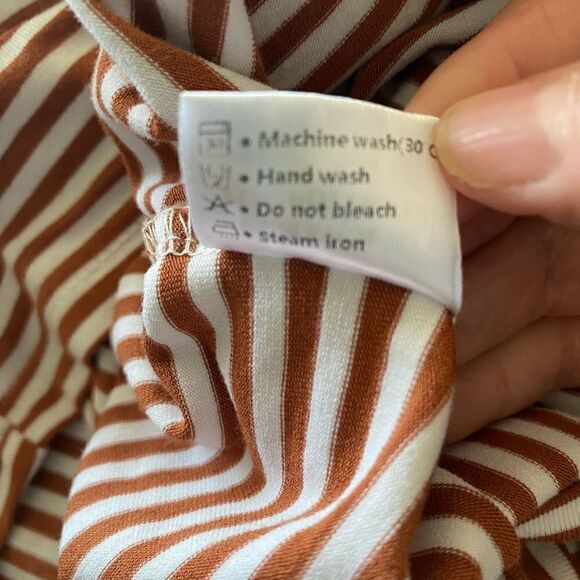 • Machine wash(30°C
• Hand wash
• Do not bleach
• Steam iron